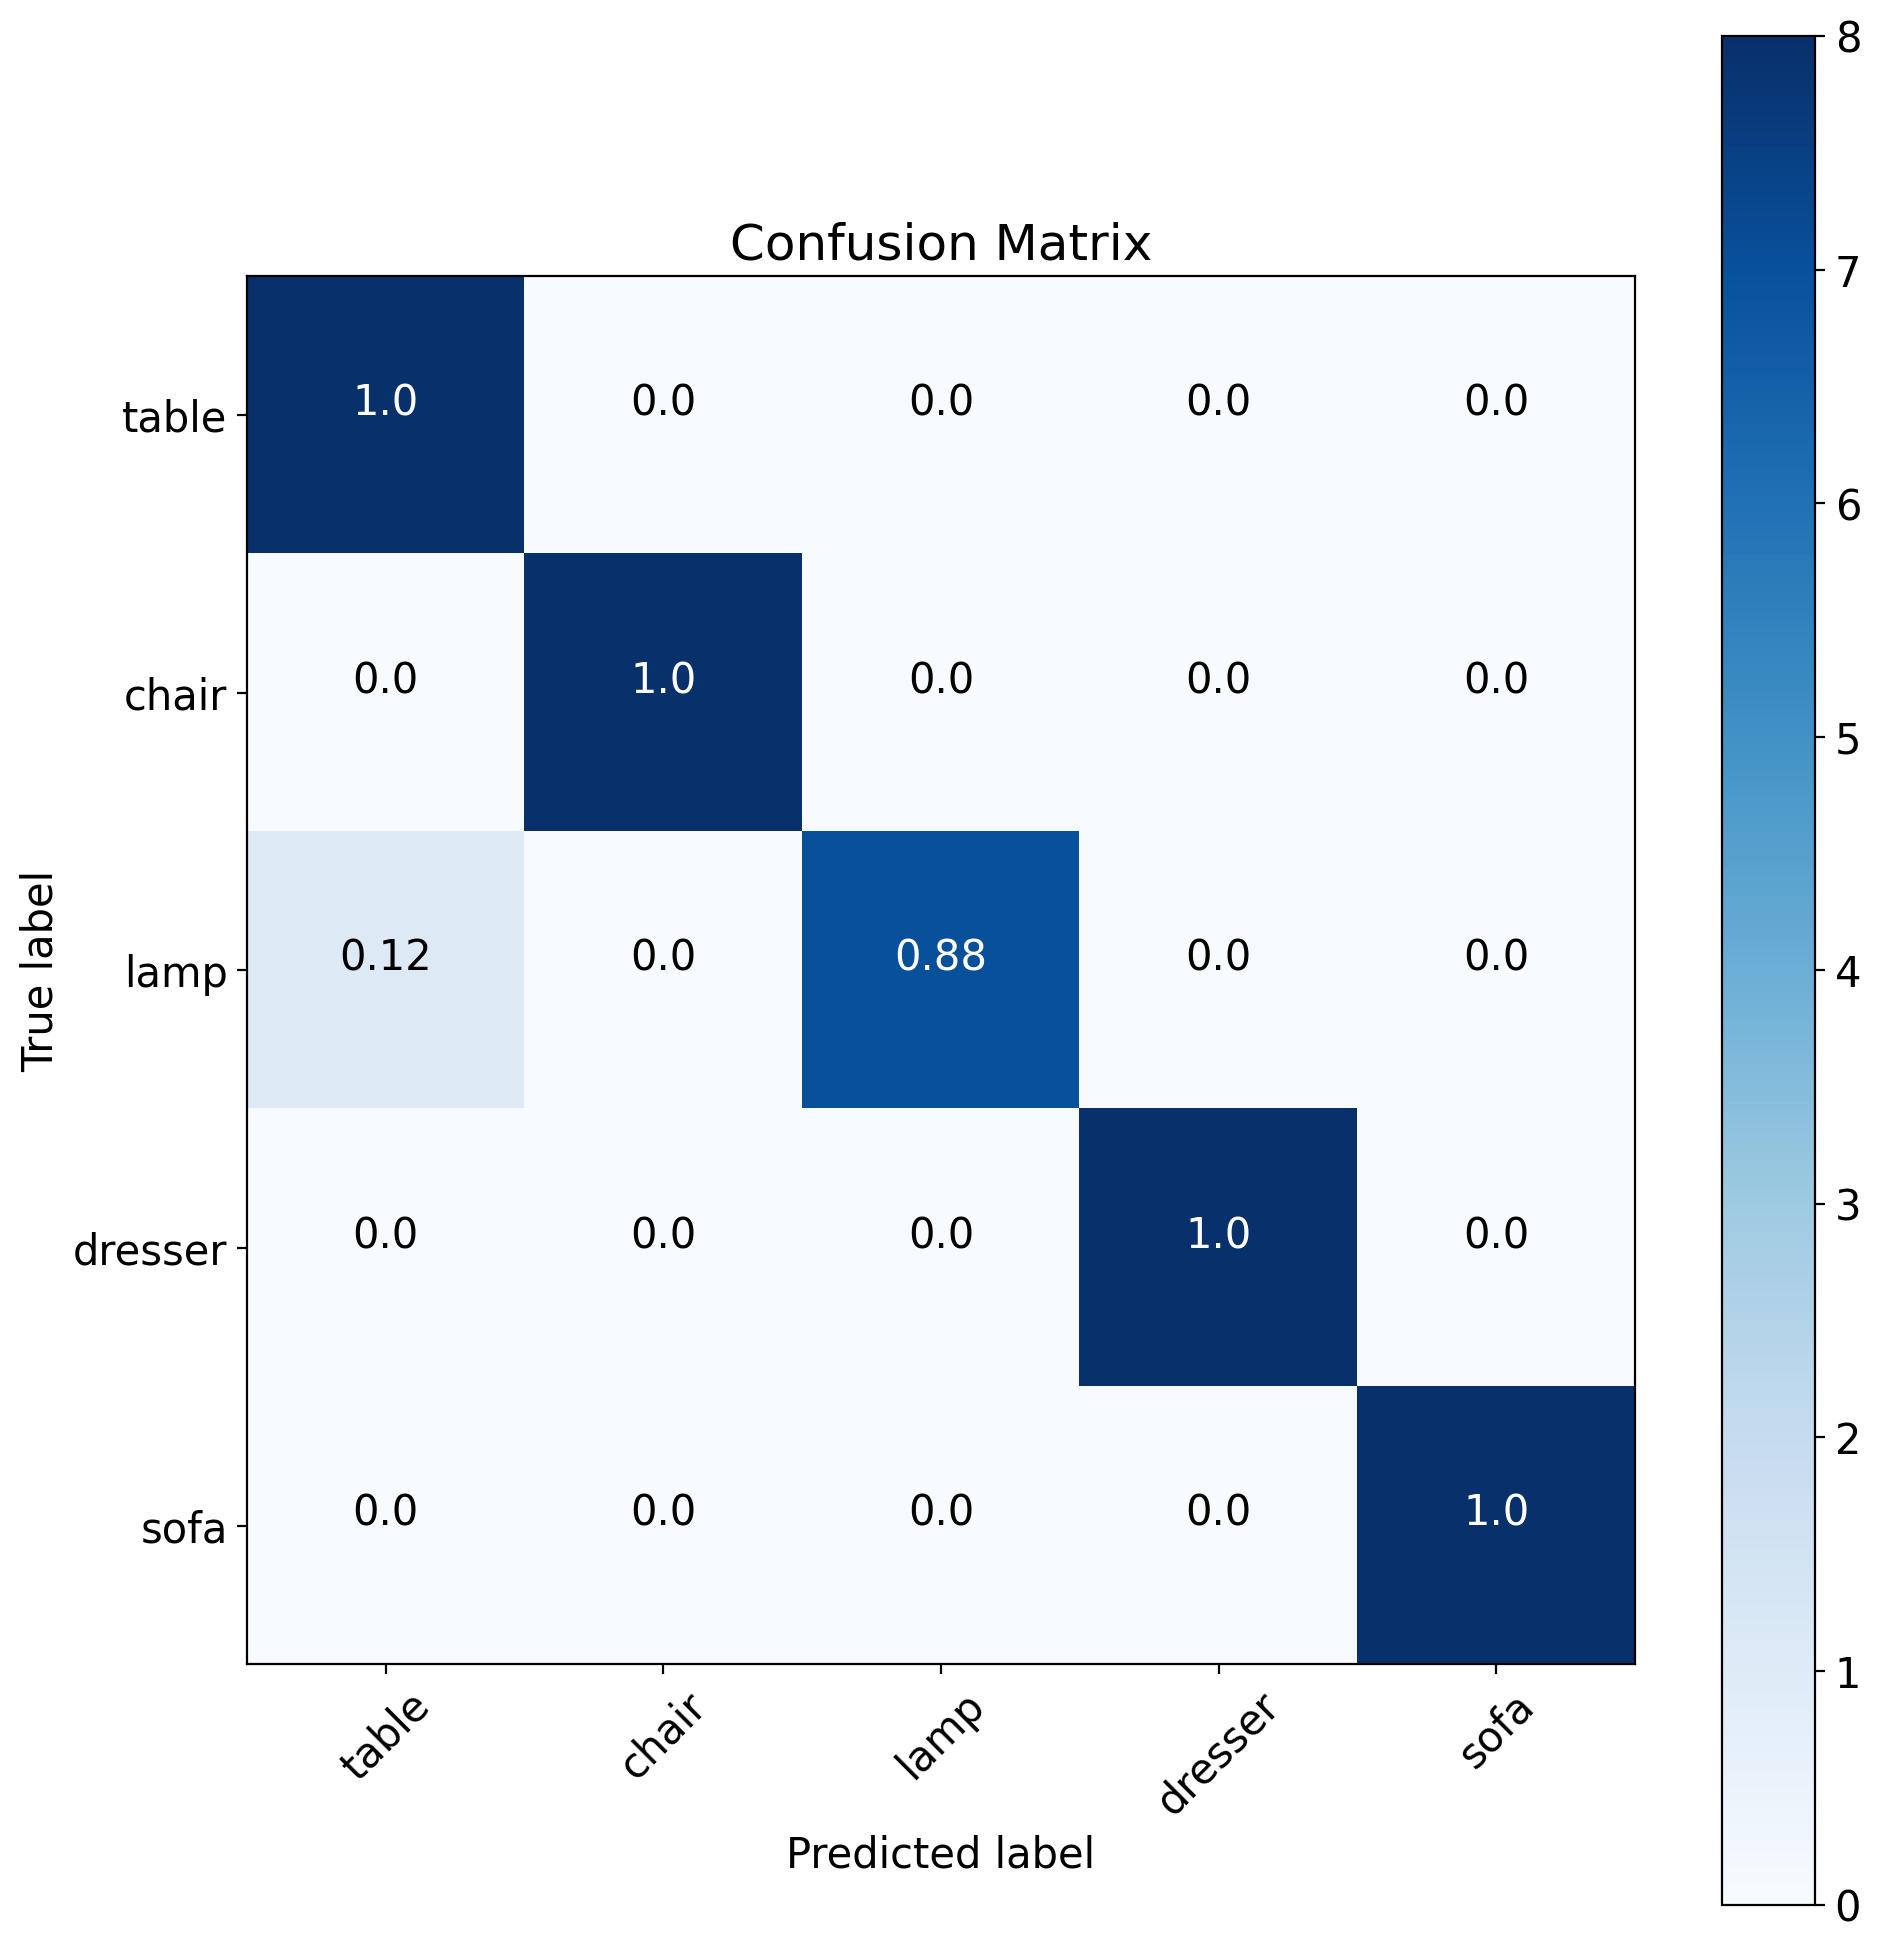 Confusion Matrix
True label
table 1.0 0.0 0.0 0.0 0.0
chair 0.0 1.0 0.0 0.0 0.0
lamp 0.12 0.0 0.88 0.0 0.0
dresser 0.0 0.0 0.0 1.0 0.0
sofa 0.0 0.0 0.0 0.0 1.0
table chair lamp dresser sofa
Predicted label
8
7
6
5
4
3
2
1
0